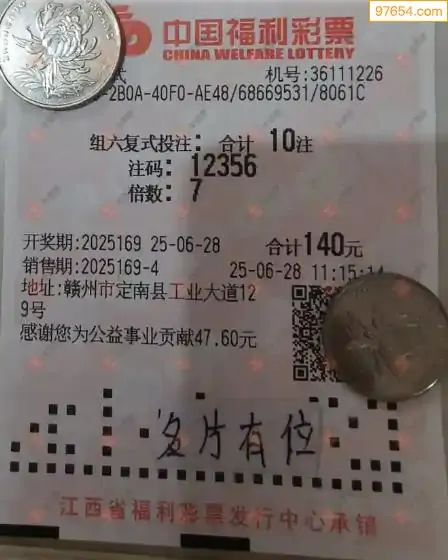 97654.com
中国福利彩票
CHINA WELFARE LOTTERY
式 机号:36111226
-2B0A-40F0-AE48/68669531/8061C
组六复式投注: 合计 10注
注码: 12356
倍数: 7
开奖期:2025169 25-06-28 合计140元
销售期:2025169-4 25-06-28 11:15:14
地址:赣州市定南县工业大道12
9号
感谢您为公益事业贡献47.60元
名片有位
江西省福利彩票发行中心承销